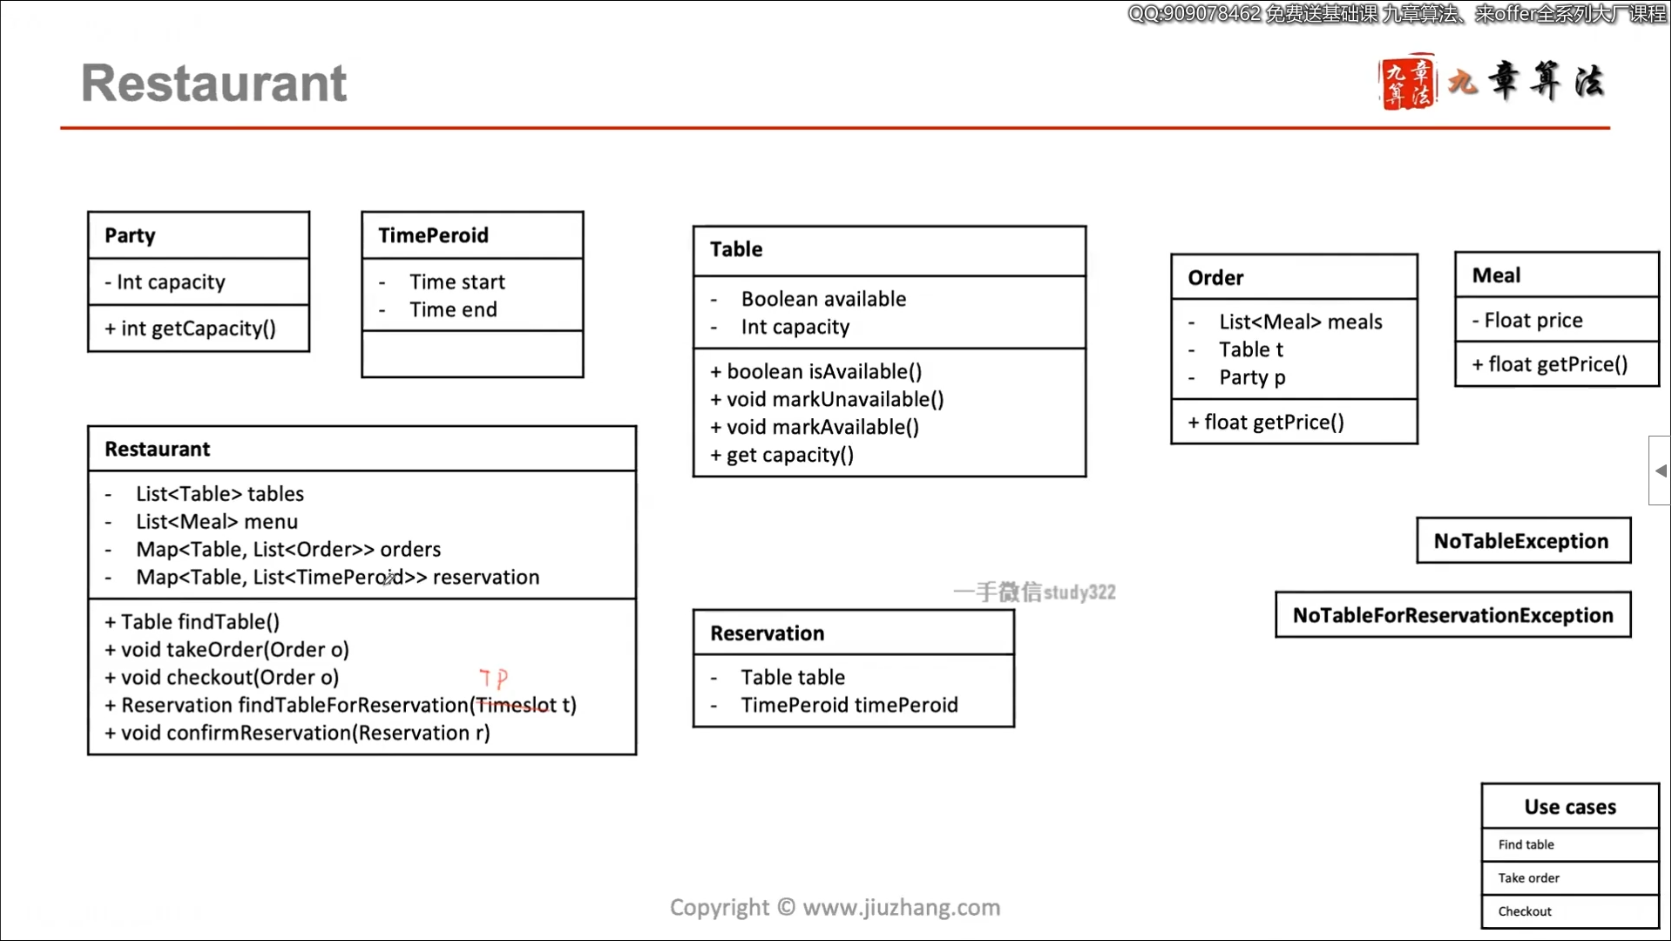 QQ:909078462 免费送基础课 九章算法、来offer全系列大厂课程
Restaurant
九章算法
九章算法
Party
- Int capacity
+ int getCapacity()
TimePeroid
- Time start
- Time end
Table
- Boolean available
- Int capacity
+ boolean isAvailable()
+ void markUnavailable()
+ void markAvailable()
+ get capacity()
Order
- List<Meal> meals
- Table t
- Party p
+ float getPrice()
Meal
- Float price
+ float getPrice()
Restaurant
- List<Table> tables
- List<Meal> menu
- Map<Table, List<Order>> orders
- Map<Table, List<TimePeroid>> reservation
+ Table findTable()
+ void takeOrder(Order o)
+ void checkout(Order o)
TP
+ Reservation findTableForReservation(Timeslot t)
+ void confirmReservation(Reservation r)
一手微信study322
Reservation
- Table table
- TimePeroid timePeroid
NoTableException
NoTableForReservationException
Use cases
Find table
Take order
Checkout
Copyright © www.jiuzhang.com